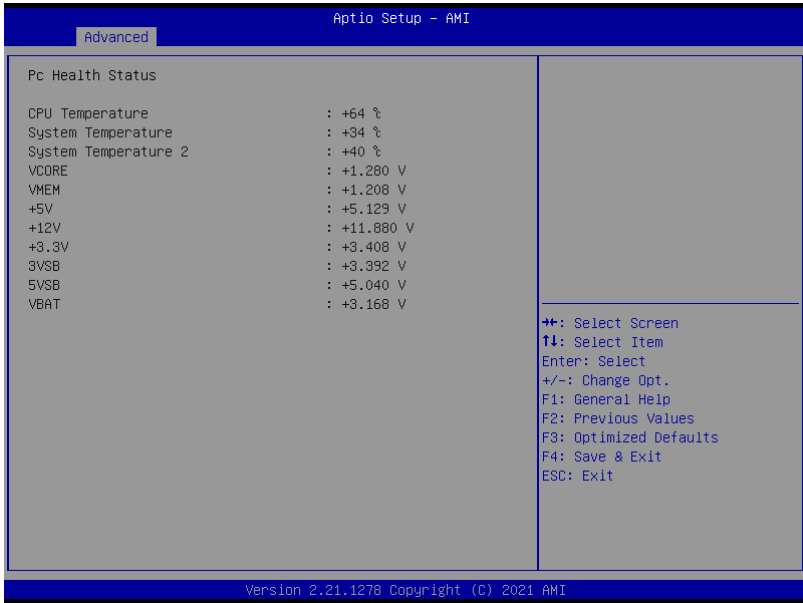 Aptio Setup - AMI
Advanced
Pc Health Status
CPU Temperature : +64 ℃
System Temperature : +34 ℃
System Temperature 2 : +40 ℃
VCORE : +1.280 V
VMEM : +1.208 V
+5V : +5.129 V
+12V : +11.880 V
+3.3V : +3.408 V
3VSB : +3.392 V
5VSB : +5.040 V
VBAT : +3.168 V
→←: Select Screen
↑↓: Select Item
Enter: Select
+/-: Change Opt.
F1: General Help
F2: Previous Values
F3: Optimized Defaults
F4: Save & Exit
ESC: Exit
Version 2.21.1278 Copyright (C) 2021 AMI